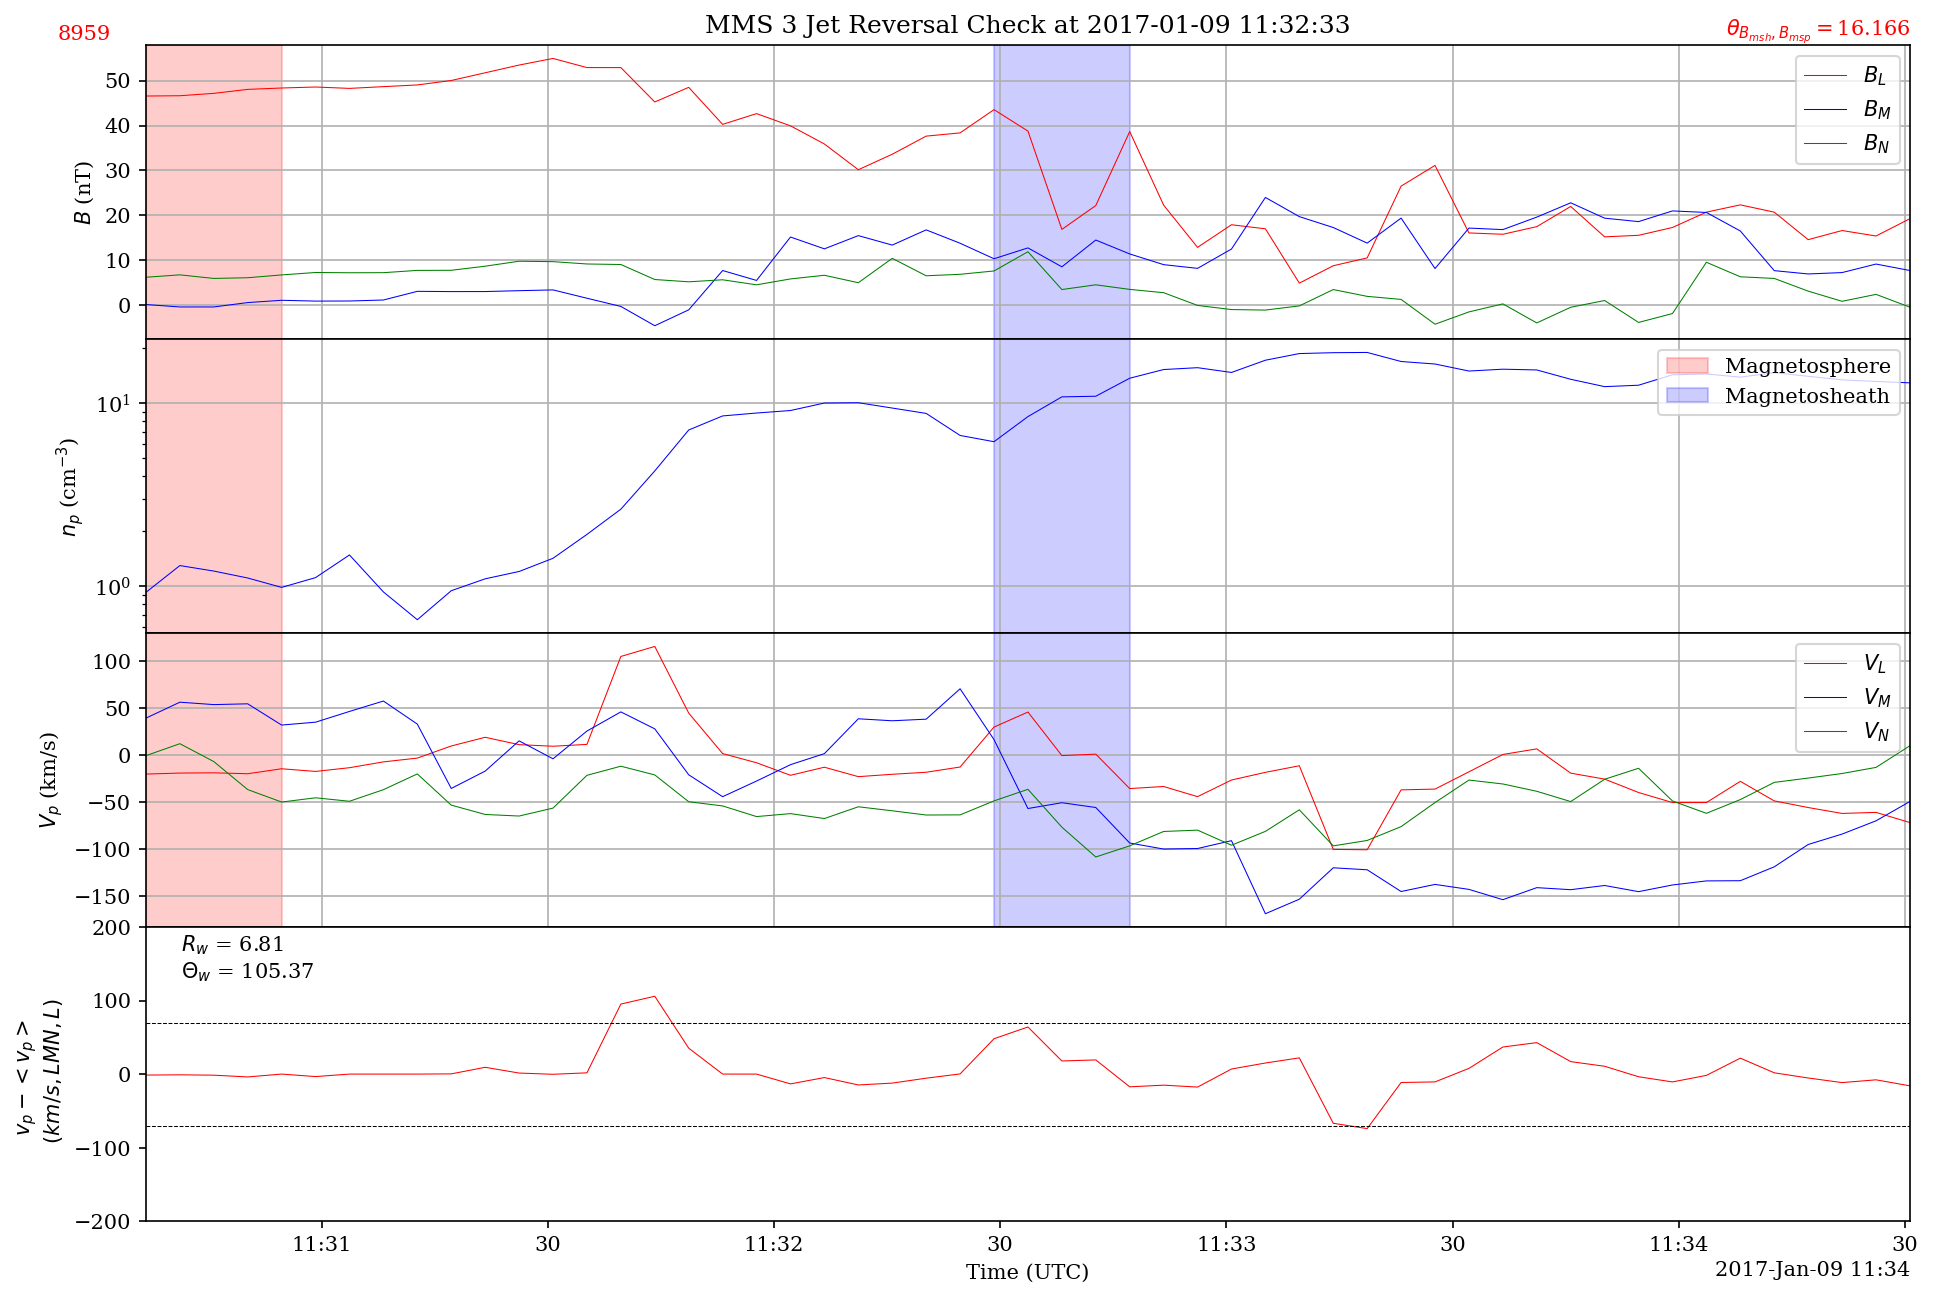 MMS 3 Jet Reversal Check at 2017-01-09 11:32:33
8959
θ_{B_{msh}, B_{msp}} = 16.166
B (nT)
50
40
30
20
10
0
B_L
B_M
B_N
n_p (cm^{-3})
10^1
10^0
Magnetosphere
Magnetosheath
V_p (km/s)
100
50
0
−50
−100
−150
V_L
V_M
V_N
v_p − <v_p>
(km/s, LMN, L)
200
100
0
−100
−200
R_w = 6.81
Θ_w = 105.37
11:31
30
11:32
30
11:33
30
11:34
30
Time (UTC)
2017-Jan-09 11:34